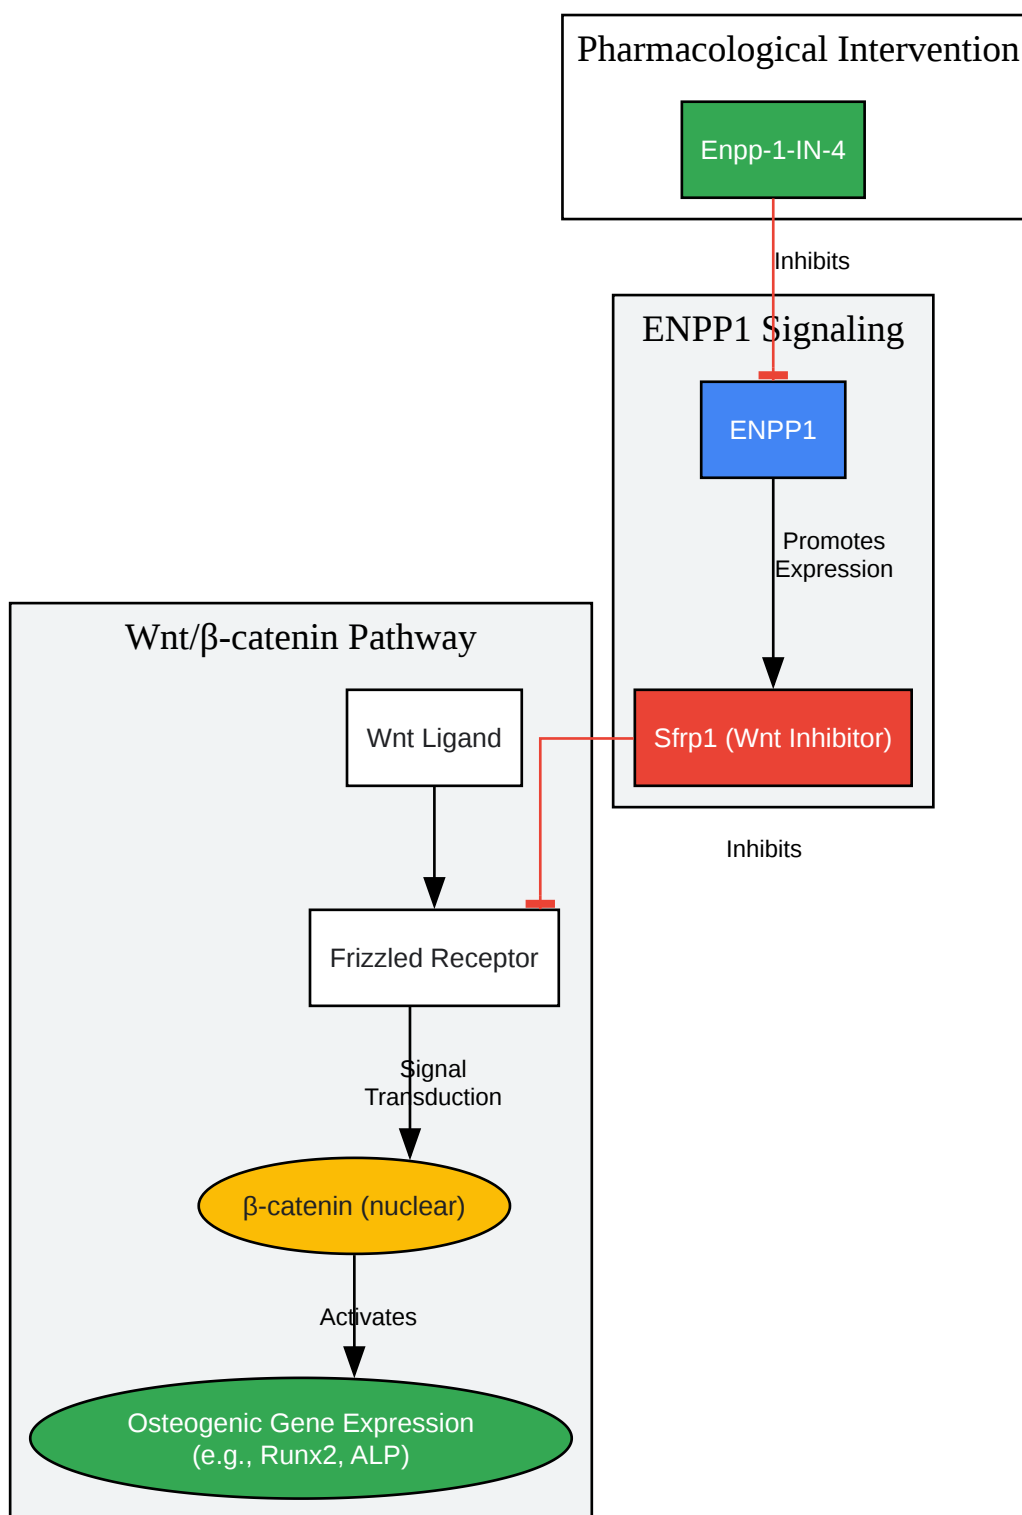 Pharmacological Intervention
Enpp-1-IN-4
Inhibits
ENPP1 Signaling
ENPP1
Promotes
Expression
Wnt/β-catenin Pathway
Wnt Ligand
Sfrp1 (Wnt Inhibitor)
Inhibits
Frizzled Receptor
Signal
Transduction
β-catenin (nuclear)
Activates
Osteogenic Gene Expression
(e.g., Runx2, ALP)